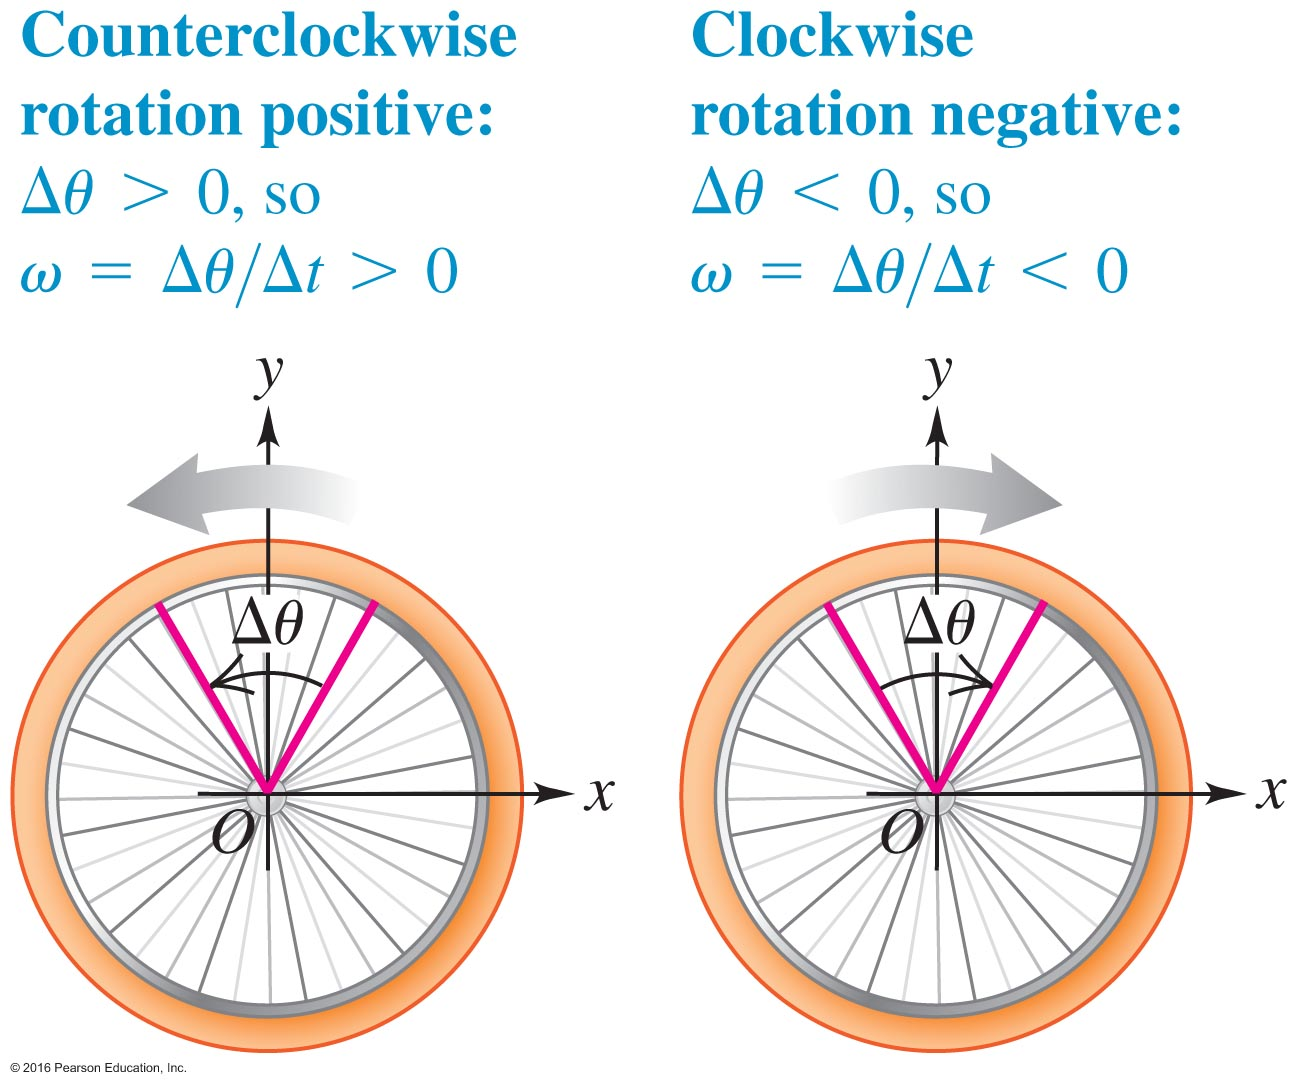 Counterclockwise
rotation positive:
Δθ > 0, so
ω = Δθ/Δt > 0
Clockwise
rotation negative:
Δθ < 0, so
ω = Δθ/Δt < 0
y
Δθ
x
O
y
Δθ
x
O
© 2016 Pearson Education, Inc.